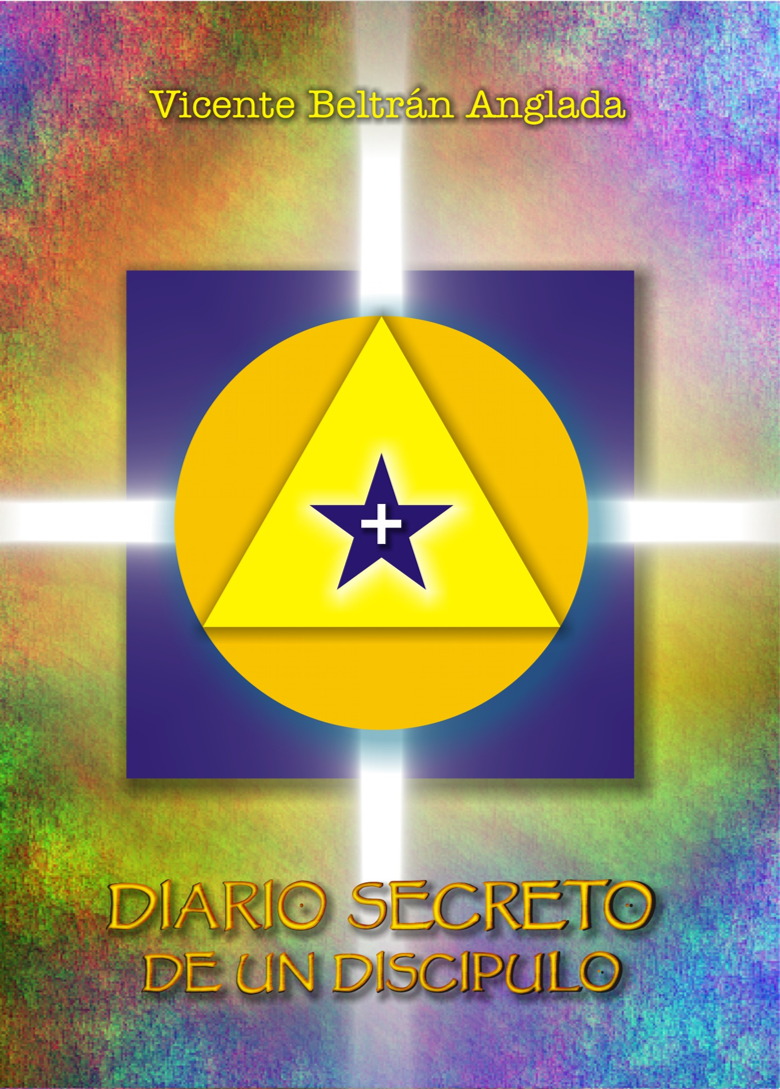 Vicente Beltrán Anglada
DIARIO SECRETO
DE UN DISCIPULO